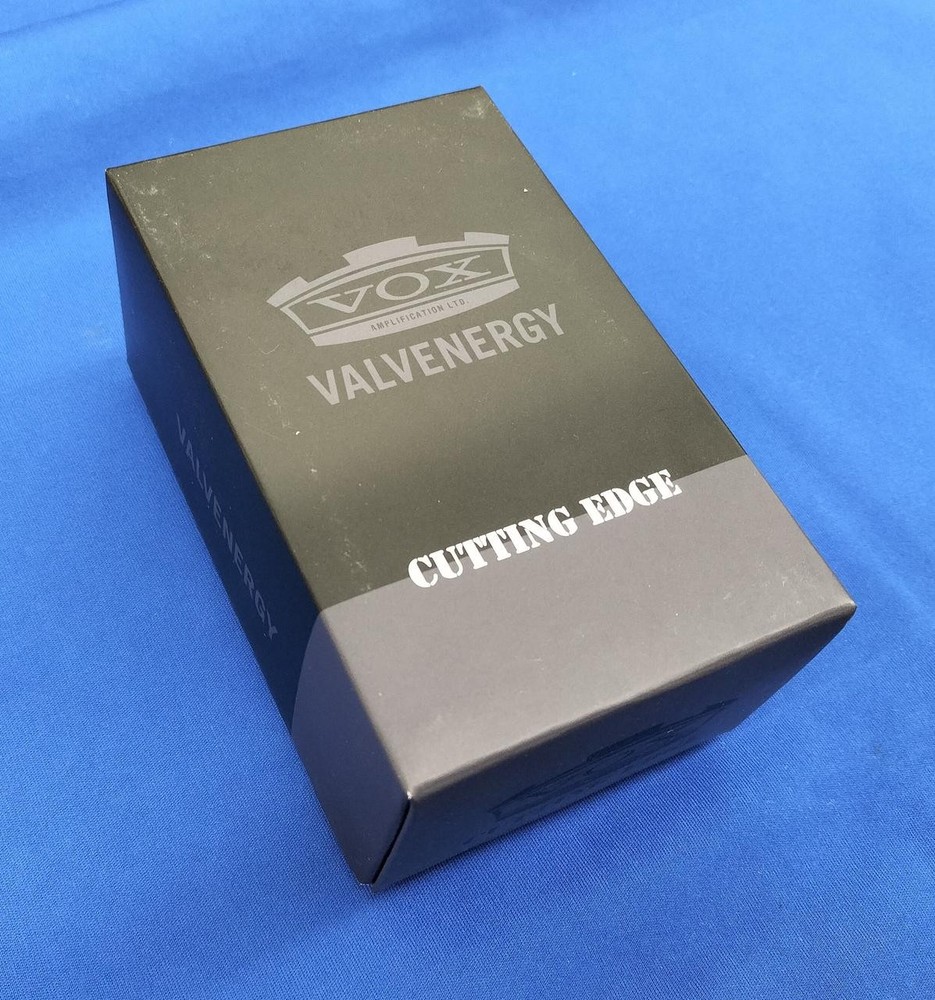 VOX
AMPLIFICATION LTD.
VALVENERGY
CUTTING EDGE
VALVENERGY